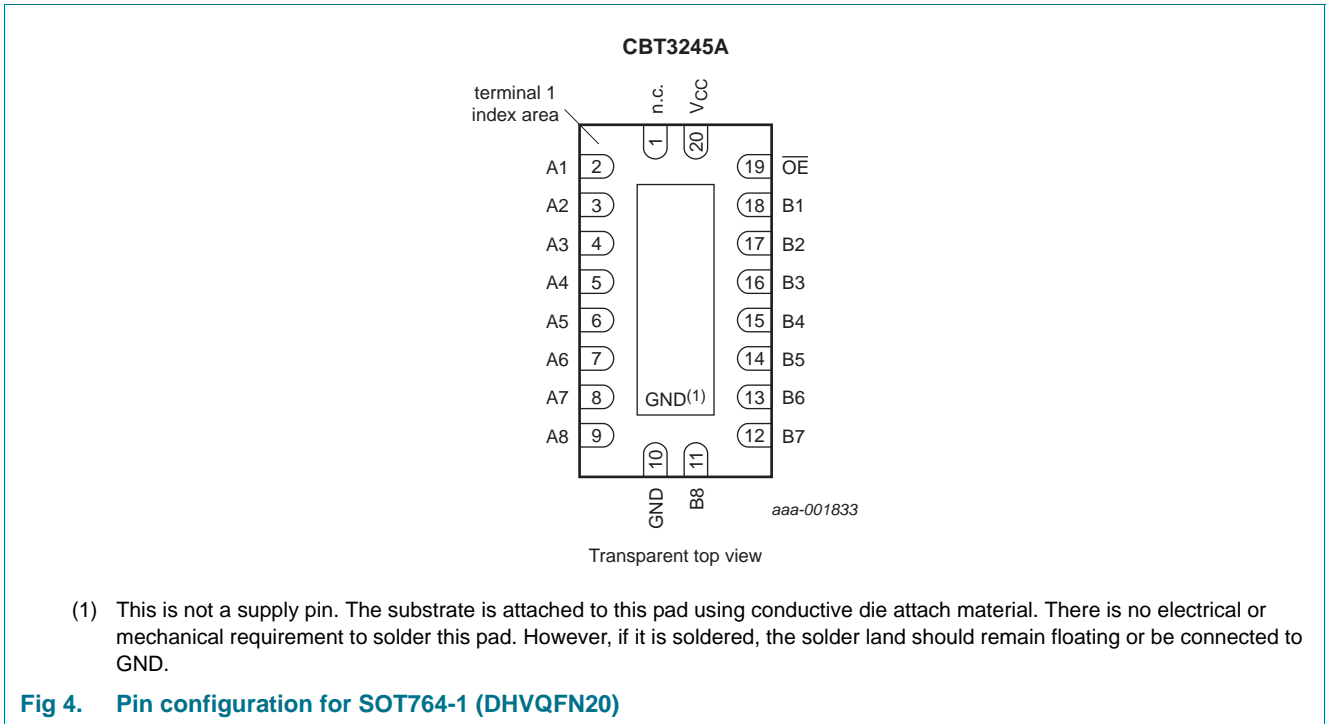 CBT3245A
terminal 1
index area
n.c.
VCC
1
20
A1 2 19 OE
A2 3 18 B1
A3 4 17 B2
A4 5 16 B3
A5 6 15 B4
A6 7 14 B5
A7 8 GND(1) 13 B6
A8 9 12 B7
10
11
GND
B8
aaa-001833
Transparent top view
(1) This is not a supply pin. The substrate is attached to this pad using conductive die attach material. There is no electrical or
mechanical requirement to solder this pad. However, if it is soldered, the solder land should remain floating or be connected to
GND.
Fig 4. Pin configuration for SOT764-1 (DHVQFN20)